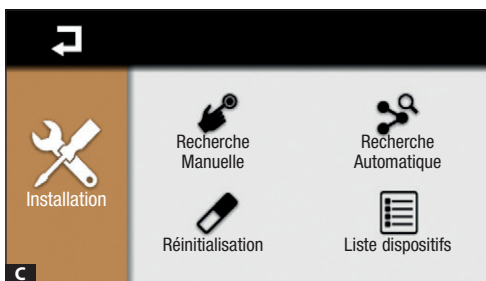 Installation
Recherche
Manuelle
Recherche
Automatique
Réinitialisation
Liste dispositifs
C